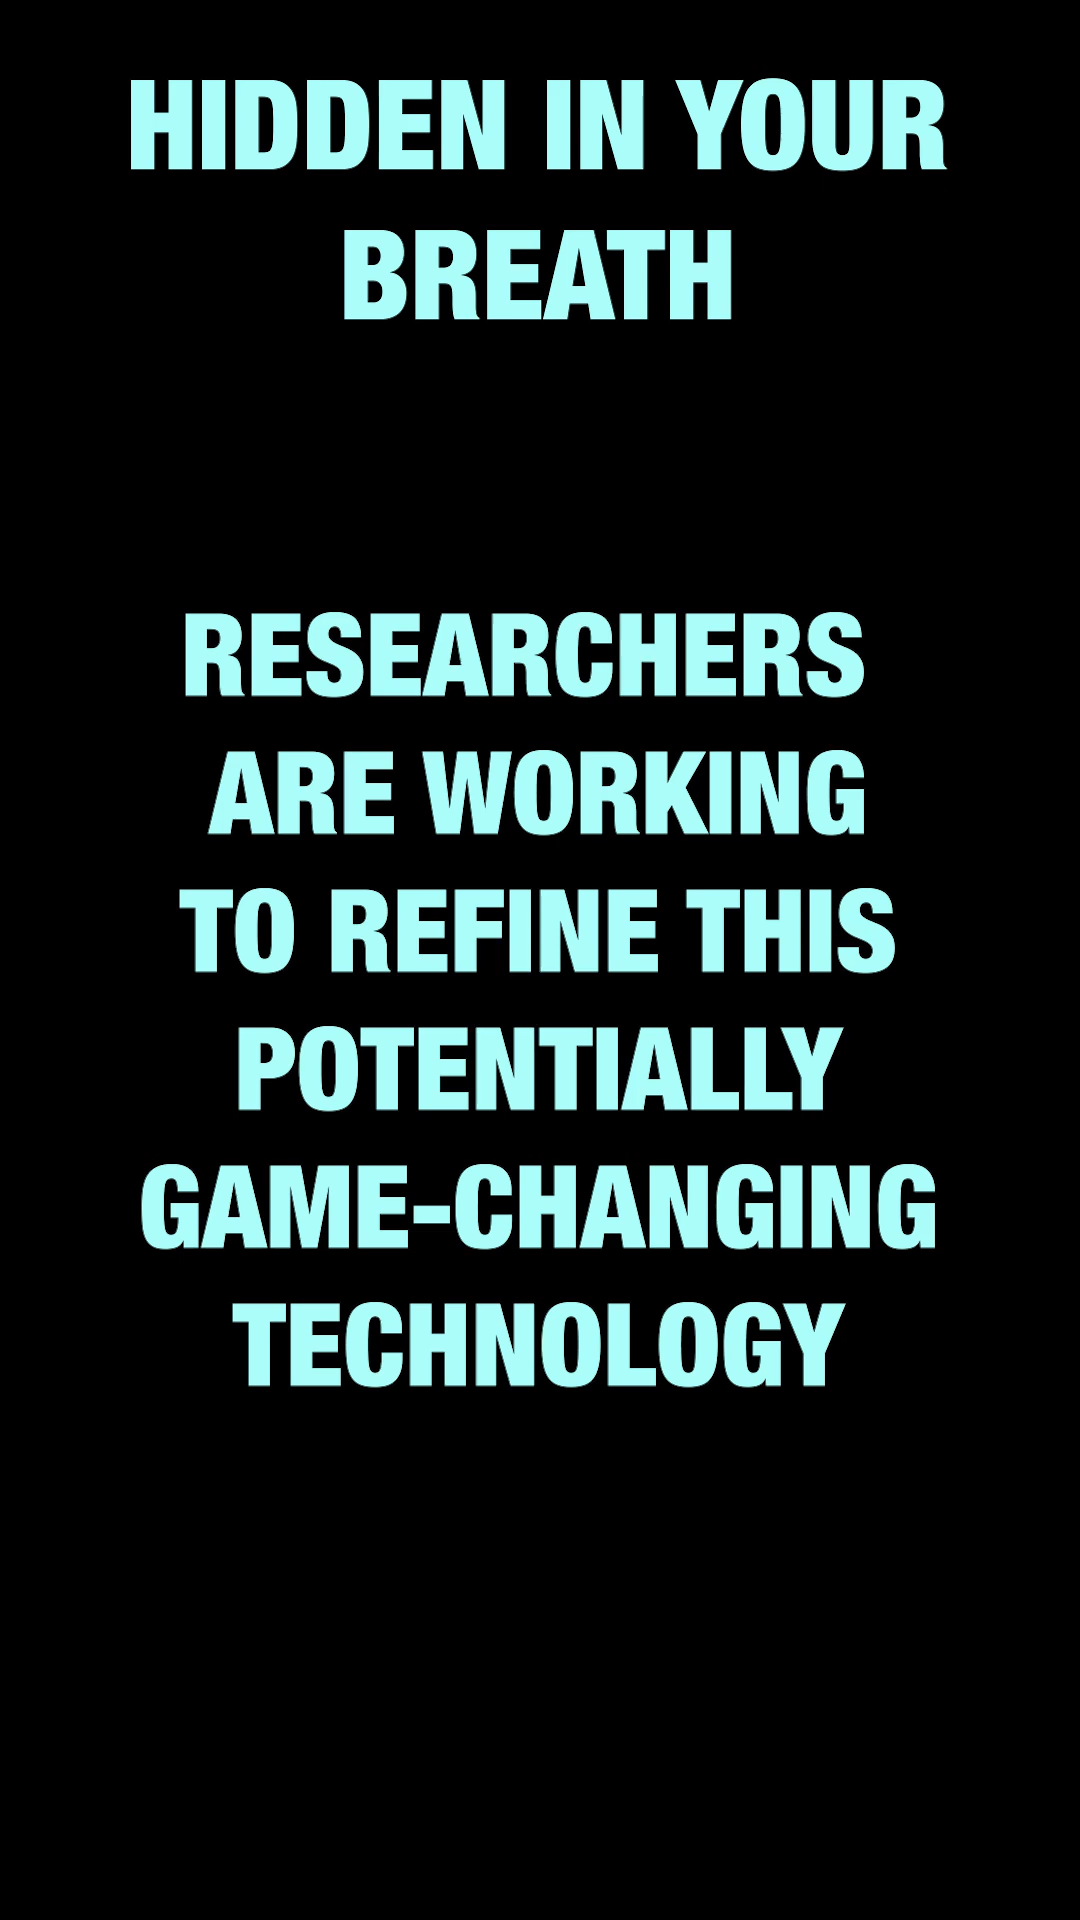 HIDDEN IN YOUR
BREATH
RESEARCHERS
ARE WORKING
TO REFINE THIS
POTENTIALLY
GAME-CHANGING
TECHNOLOGY